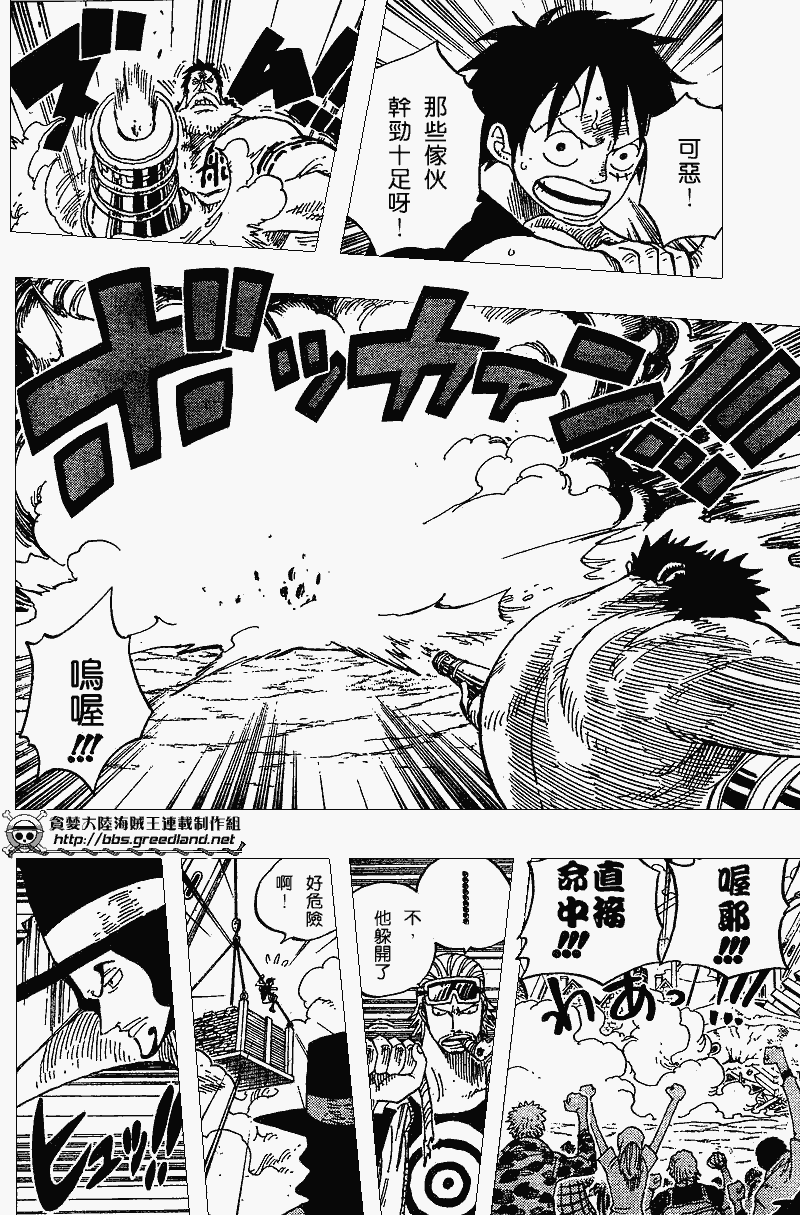 可惡！
那些傢伙
幹勁十足呀！
ズドン!!
ボッカァン!!!
嗚喔!!!
貪婪大陸海賊王連載制作組
http://bbs.greedland.net
喔耶!!!
直接
命中!!!
わあっ…!!!
………
不，
他躲開了
好危險
啊！
ヒュッ!!